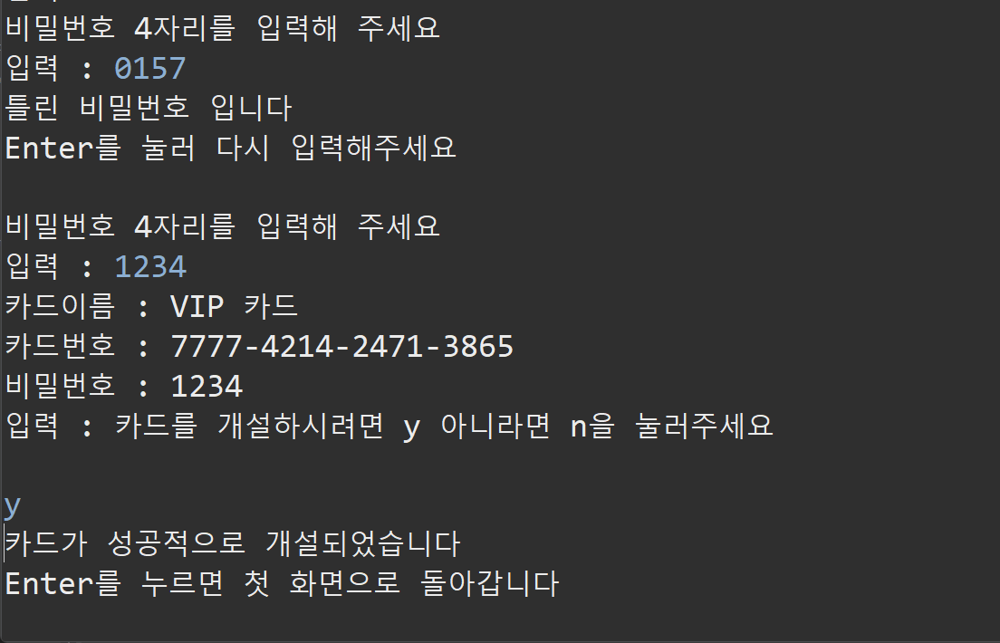 비밀번호 4자리를 입력해 주세요
입력 : 0157
틀린 비밀번호 입니다
Enter를 눌러 다시 입력해주세요
비밀번호 4자리를 입력해 주세요
입력 : 1234
카드이름 : VIP 카드
카드번호 : 7777-4214-2471-3865
비밀번호 : 1234
입력 : 카드를 개설하시려면 y 아니라면 n을 눌러주세요
y
카드가 성공적으로 개설되었습니다
Enter를 누르면 첫 화면으로 돌아갑니다